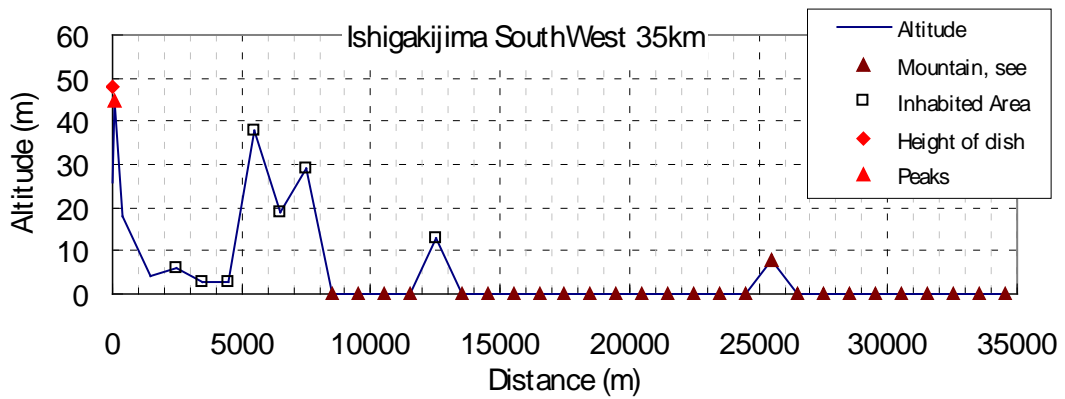 Ishigakijima SouthWest 35km
Altitude
Mountain, see
Inhabited Area
Height of dish
Peaks
Altitude (m)
60
50
40
30
20
10
0
0 5000 10000 15000 20000 25000 30000 35000
Distance (m)